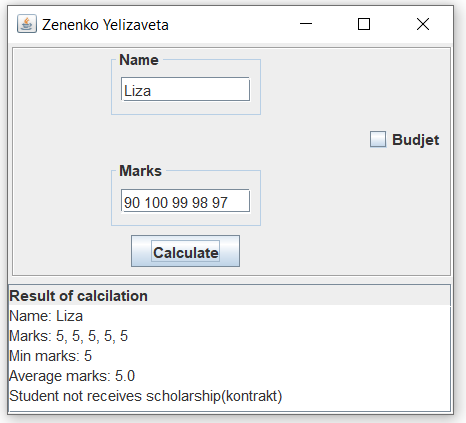 Zenenko Yelizaveta
Name
Liza
Budjet
Marks
90 100 99 98 97
Calculate
Result of calcilation
Name: Liza
Marks: 5, 5, 5, 5, 5
Min marks: 5
Average marks: 5.0
Student not receives scholarship(kontrakt)